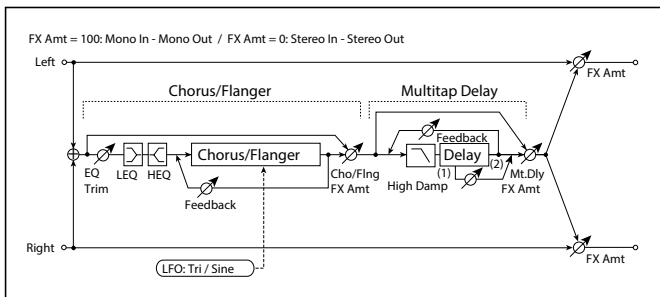 FX Amt = 100: Mono In - Mono Out / FX Amt = 0: Stereo In - Stereo Out
Left
FX Amt
Chorus/Flanger
Multitap Delay
EQ
Trim
LEQ
HEQ
Chorus/Flanger
Feedback
Cho/Flng
FX Amt
High Damp
Feedback
Delay
(1)
(2)
Mt.Dly
FX Amt
Right
FX Amt
LFO: Tri / Sine